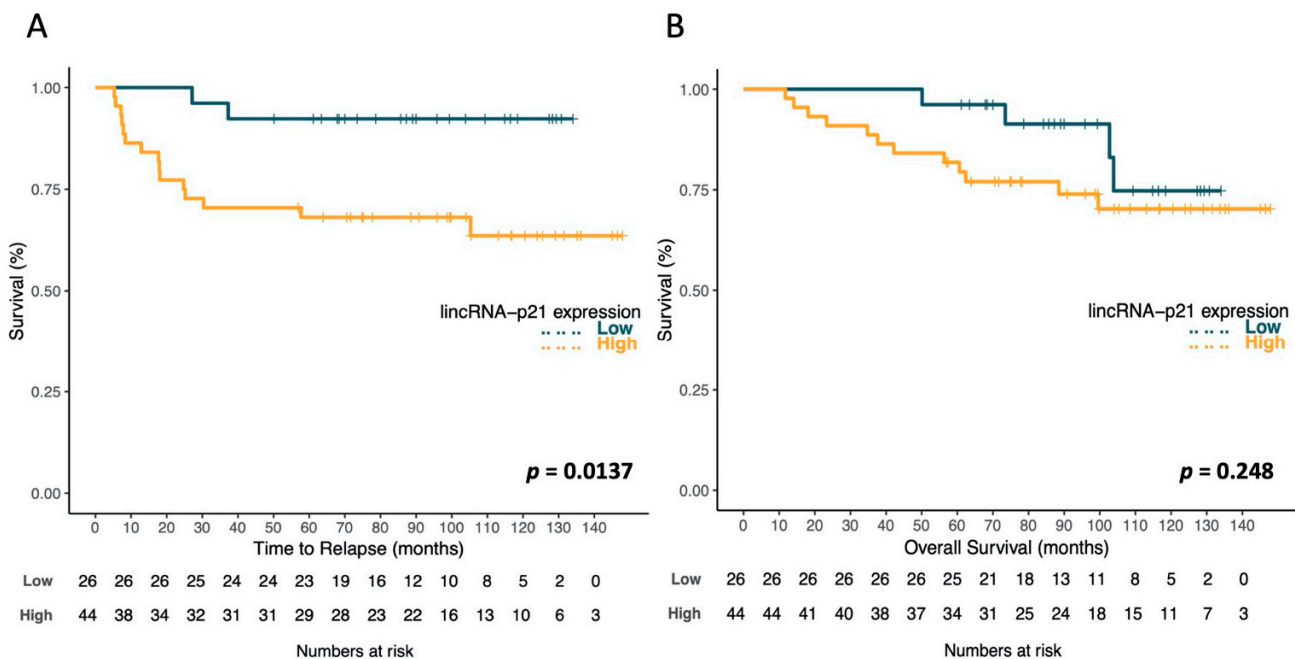 A
1.00
0.75
0.50
0.25
0.00
Survival (%)
lincRNA-p21 expression
Low
High
p = 0.0137
0 10 20 30 40 50 60 70 80 90 100 110 120 130 140
Time to Relapse (months)
Low 26 26 26 25 24 24 23 19 16 12 10 8 5 2 0
High 44 38 34 32 31 31 29 28 23 22 16 13 10 6 3
Numbers at risk
B
1.00
0.75
0.50
0.25
0.00
Survival (%)
lincRNA-p21 expression
Low
High
p = 0.248
0 10 20 30 40 50 60 70 80 90 100 110 120 130 140
Overall Survival (months)
Low 26 26 26 26 26 26 25 21 18 13 11 8 5 2 0
High 44 44 41 40 38 37 34 31 25 24 18 15 11 7 3
Numbers at risk